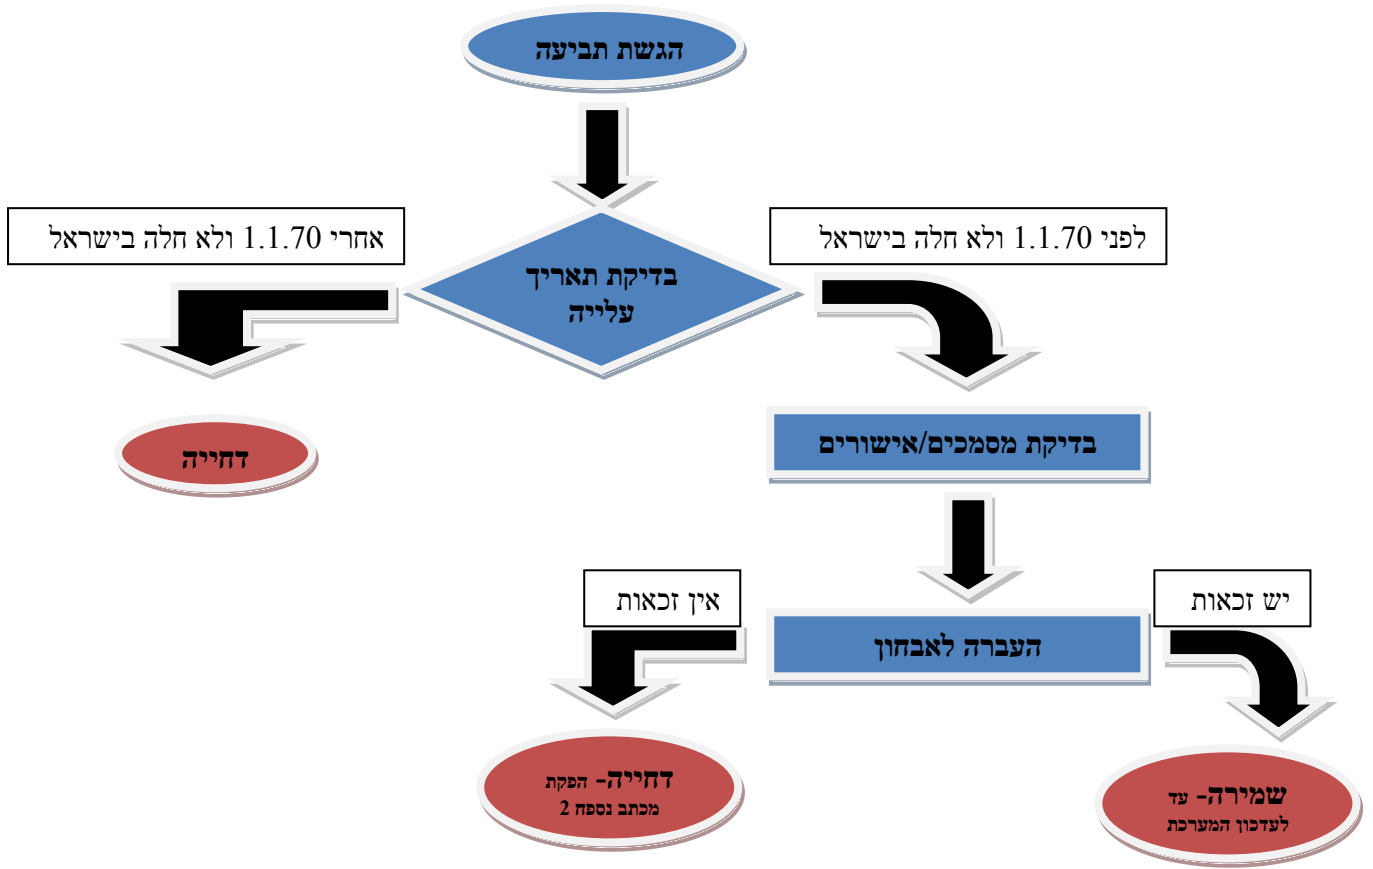 הגשת תביעה
לפני 1.1.70 ולא חלה בישראל
אחרי 1.1.70 ולא חלה בישראל
בדיקת תאריך
עלייה
דחייה
בדיקת מסמכים/אישורים
יש זכאות
אין זכאות
העברה לאבחון
שמירה- עד
לעדכון המערכת
דחייה- הפקת
מכתב נספח 2